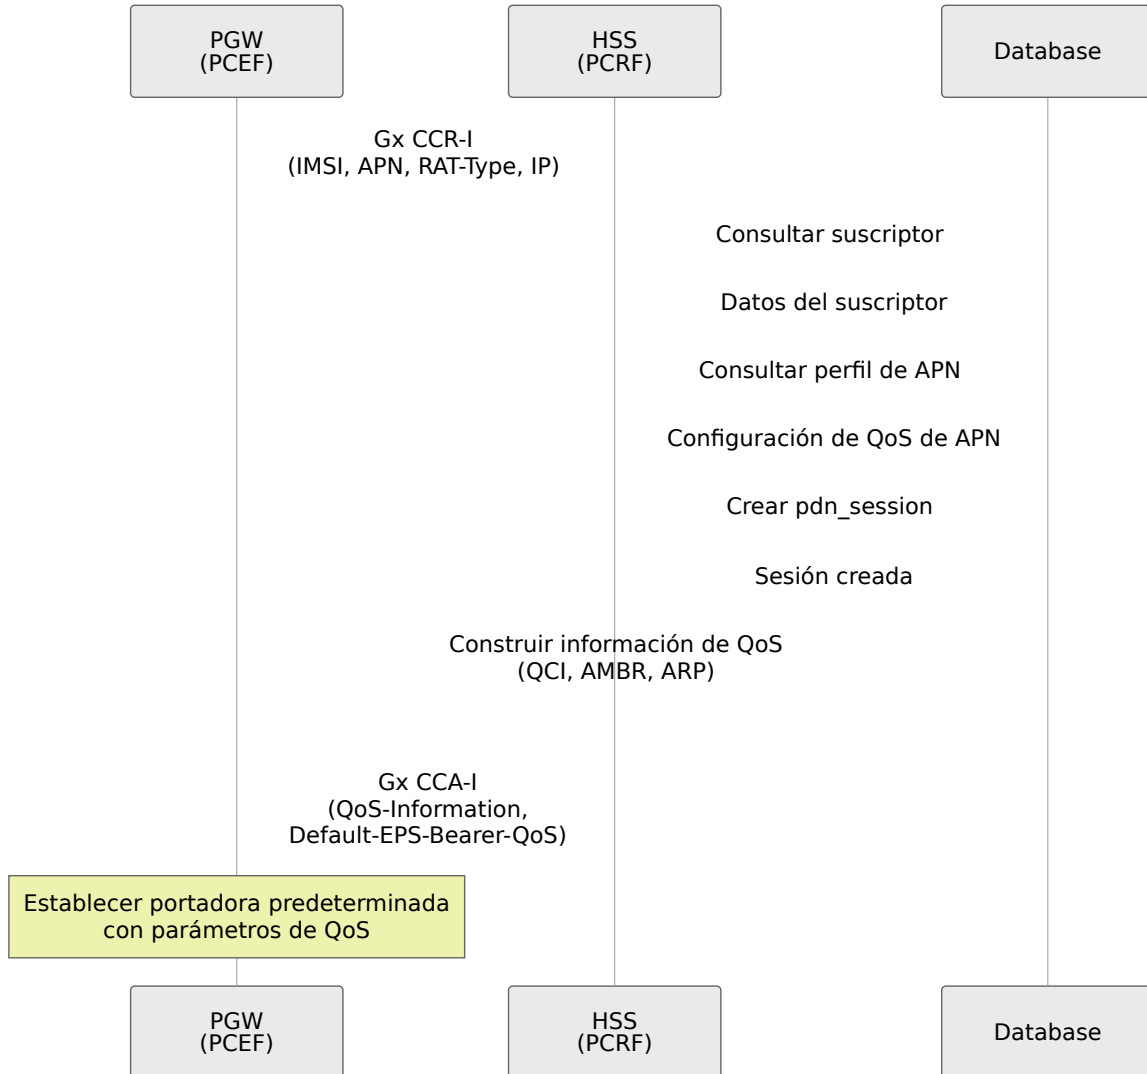 PGW
(PCEF)
HSS
(PCRF)
Database
Gx CCR-I
(IMSI, APN, RAT-Type, IP)
Consultar suscriptor
Datos del suscriptor
Consultar perfil de APN
Configuración de QoS de APN
Crear pdn_session
Sesión creada
Construir información de QoS
(QCI, AMBR, ARP)
Gx CCA-I
(QoS-Information,
Default-EPS-Bearer-QoS)
Establecer portadora predeterminada
con parámetros de QoS
PGW
(PCEF)
HSS
(PCRF)
Database